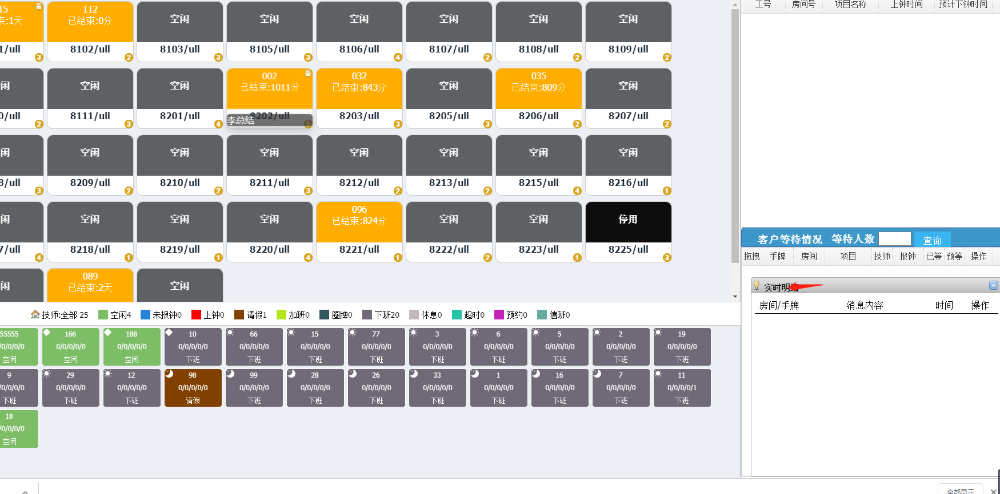 15 备 112 空闲 空闲 空闲 空闲 空闲 空闲
束:1天 已结束:0分
1/ull 8102/ull 8103/ull 8105/ull 8106/ull 8107/ull 8108/ull 8109/ull
3 2 3 3 4 2 2 2
闲 空闲 空闲 002 备 032 空闲 035 空闲
已结束:1011分 已结束:843分 已结束:809分
0/ull 8111/ull 8201/ull 8202/ull 8203/ull 8205/ull 8206/ull 8207/ull
李总结
2 3 4 5 3 3 2 2
闲 空闲 空闲 空闲 空闲 空闲 空闲 空闲
8/ull 8209/ull 8210/ull 8211/ull 8212/ull 8213/ull 8215/ull 8216/ull
3 2 2 3 2 2 4 1
闲 空闲 空闲 空闲 096 空闲 空闲 停用
已结束:824分
7/ull 8218/ull 8219/ull 8220/ull 8221/ull 8222/ull 8223/ull 8225/ull
4 1 1 4 1 2 1 3
闲 089 空闲
已结束:2天
技师:全部 25 空闲4 未报钟0 上钟0 请假1 加班0 圈牌0 下班20 休息0 超时0 预约0 值班0
55555 166 188 10 66 15 77 3 6 5 2 19
/0/0/0/0 0/0/0/0/0 0/0/0/0/0 0/0/0/0/0 0/0/0/0/0 0/0/0/0/0 0/0/0/0/0 0/0/0/0/0 0/0/0/0/0 0/0/0/0/0 0/0/0/0/0 0/0/0/0/0
空闲 空闲 空闲 下班 下班 下班 下班 下班 下班 下班 下班 下班
9 29 12 98 99 28 26 33 1 16 7 11
/0/0/0/0 0/0/0/0/0 0/0/0/0/0 0/0/0/0/0 0/0/0/0/0 0/0/0/0/0 0/0/0/0/0 0/0/0/0/0 0/0/0/0/0 0/0/0/0/0 0/0/0/0/0 0/0/0/0/1
下班 下班 下班 请假 下班 下班 下班 下班 下班 下班 下班 下班
18
/0/0/0/0
空闲
工号 房间号 项目名称 上钟时间 预计下钟时间
客户等待情况 等待人数 查询
拖拽 手牌 房间 项目 技师 报钟 已等 预等 操作
实时明细
房间/手牌 消息内容 时间 操作
全部显示